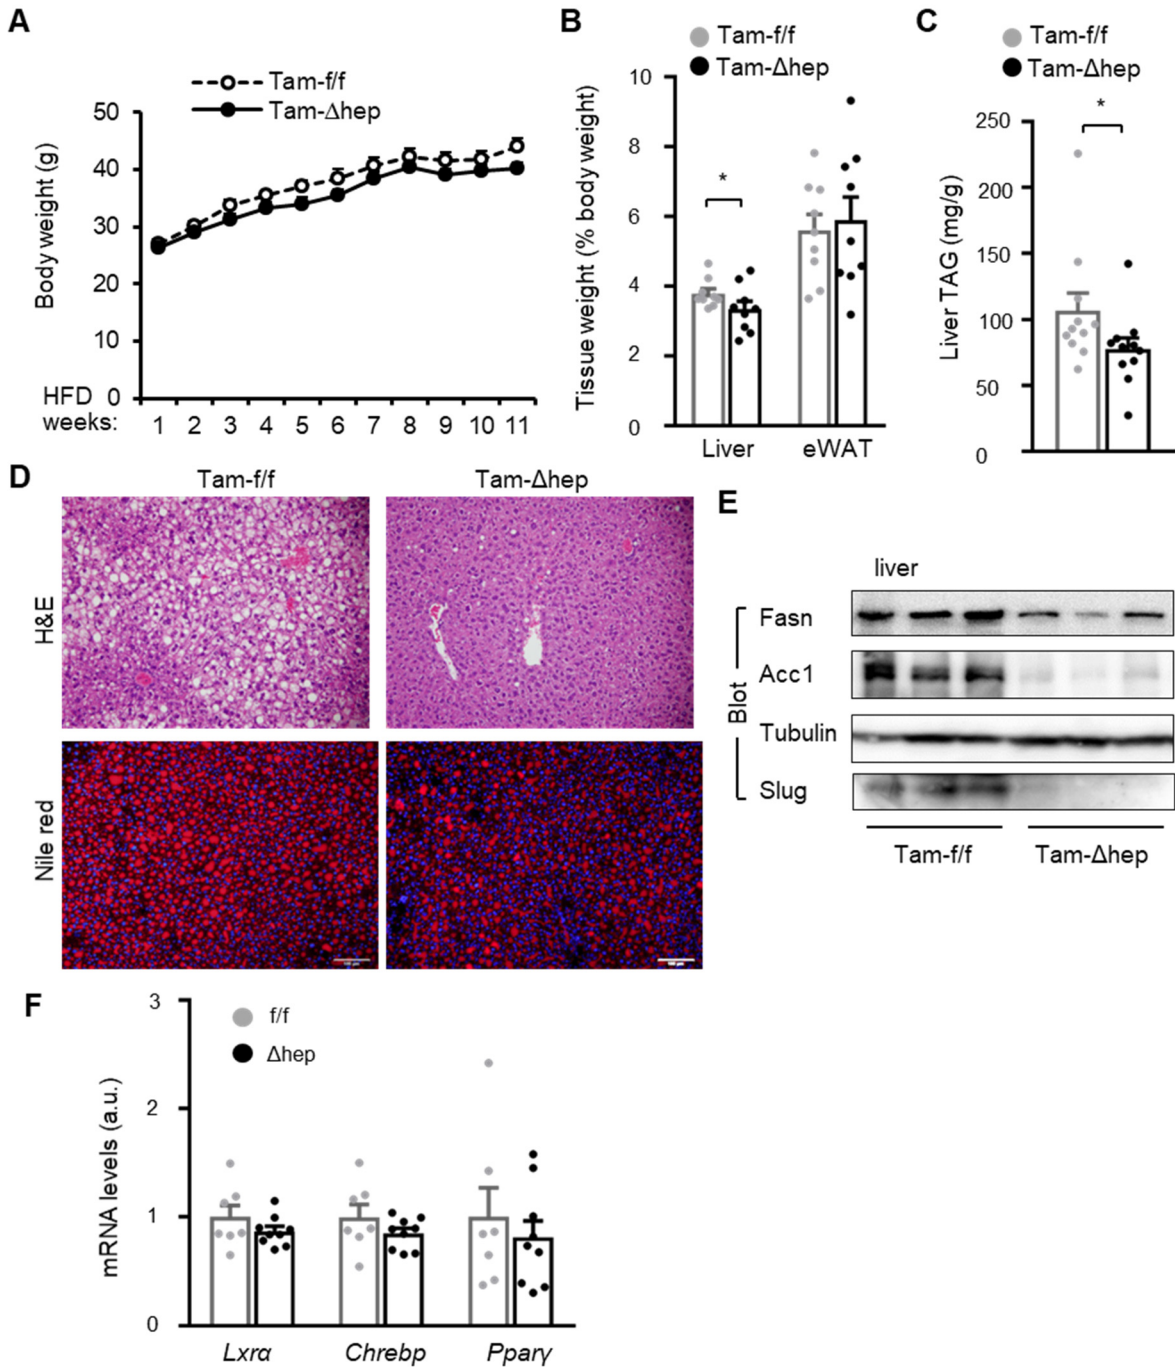 A
Tam-f/f
Tam-Δhep
Body weight (g)
50
40
30
20
10
0
HFD
weeks:
1 2 3 4 5 6 7 8 9 10 11
B
Tam-f/f
Tam-Δhep
Tissue weight (% body weight)
10
8
6
4
2
0
*
Liver eWAT
C
Tam-f/f
Tam-Δhep
*
Liver TAG (mg/g)
250
200
150
100
50
0
D
Tam-f/f Tam-Δhep
H&E
Nile red
E
liver
Blot
Fasn
Acc1
Tubulin
Slug
Tam-f/f Tam-Δhep
F
f/f
Δhep
mRNA levels (a.u.)
3
2
1
0
Lxrα Chrebp Pparγ